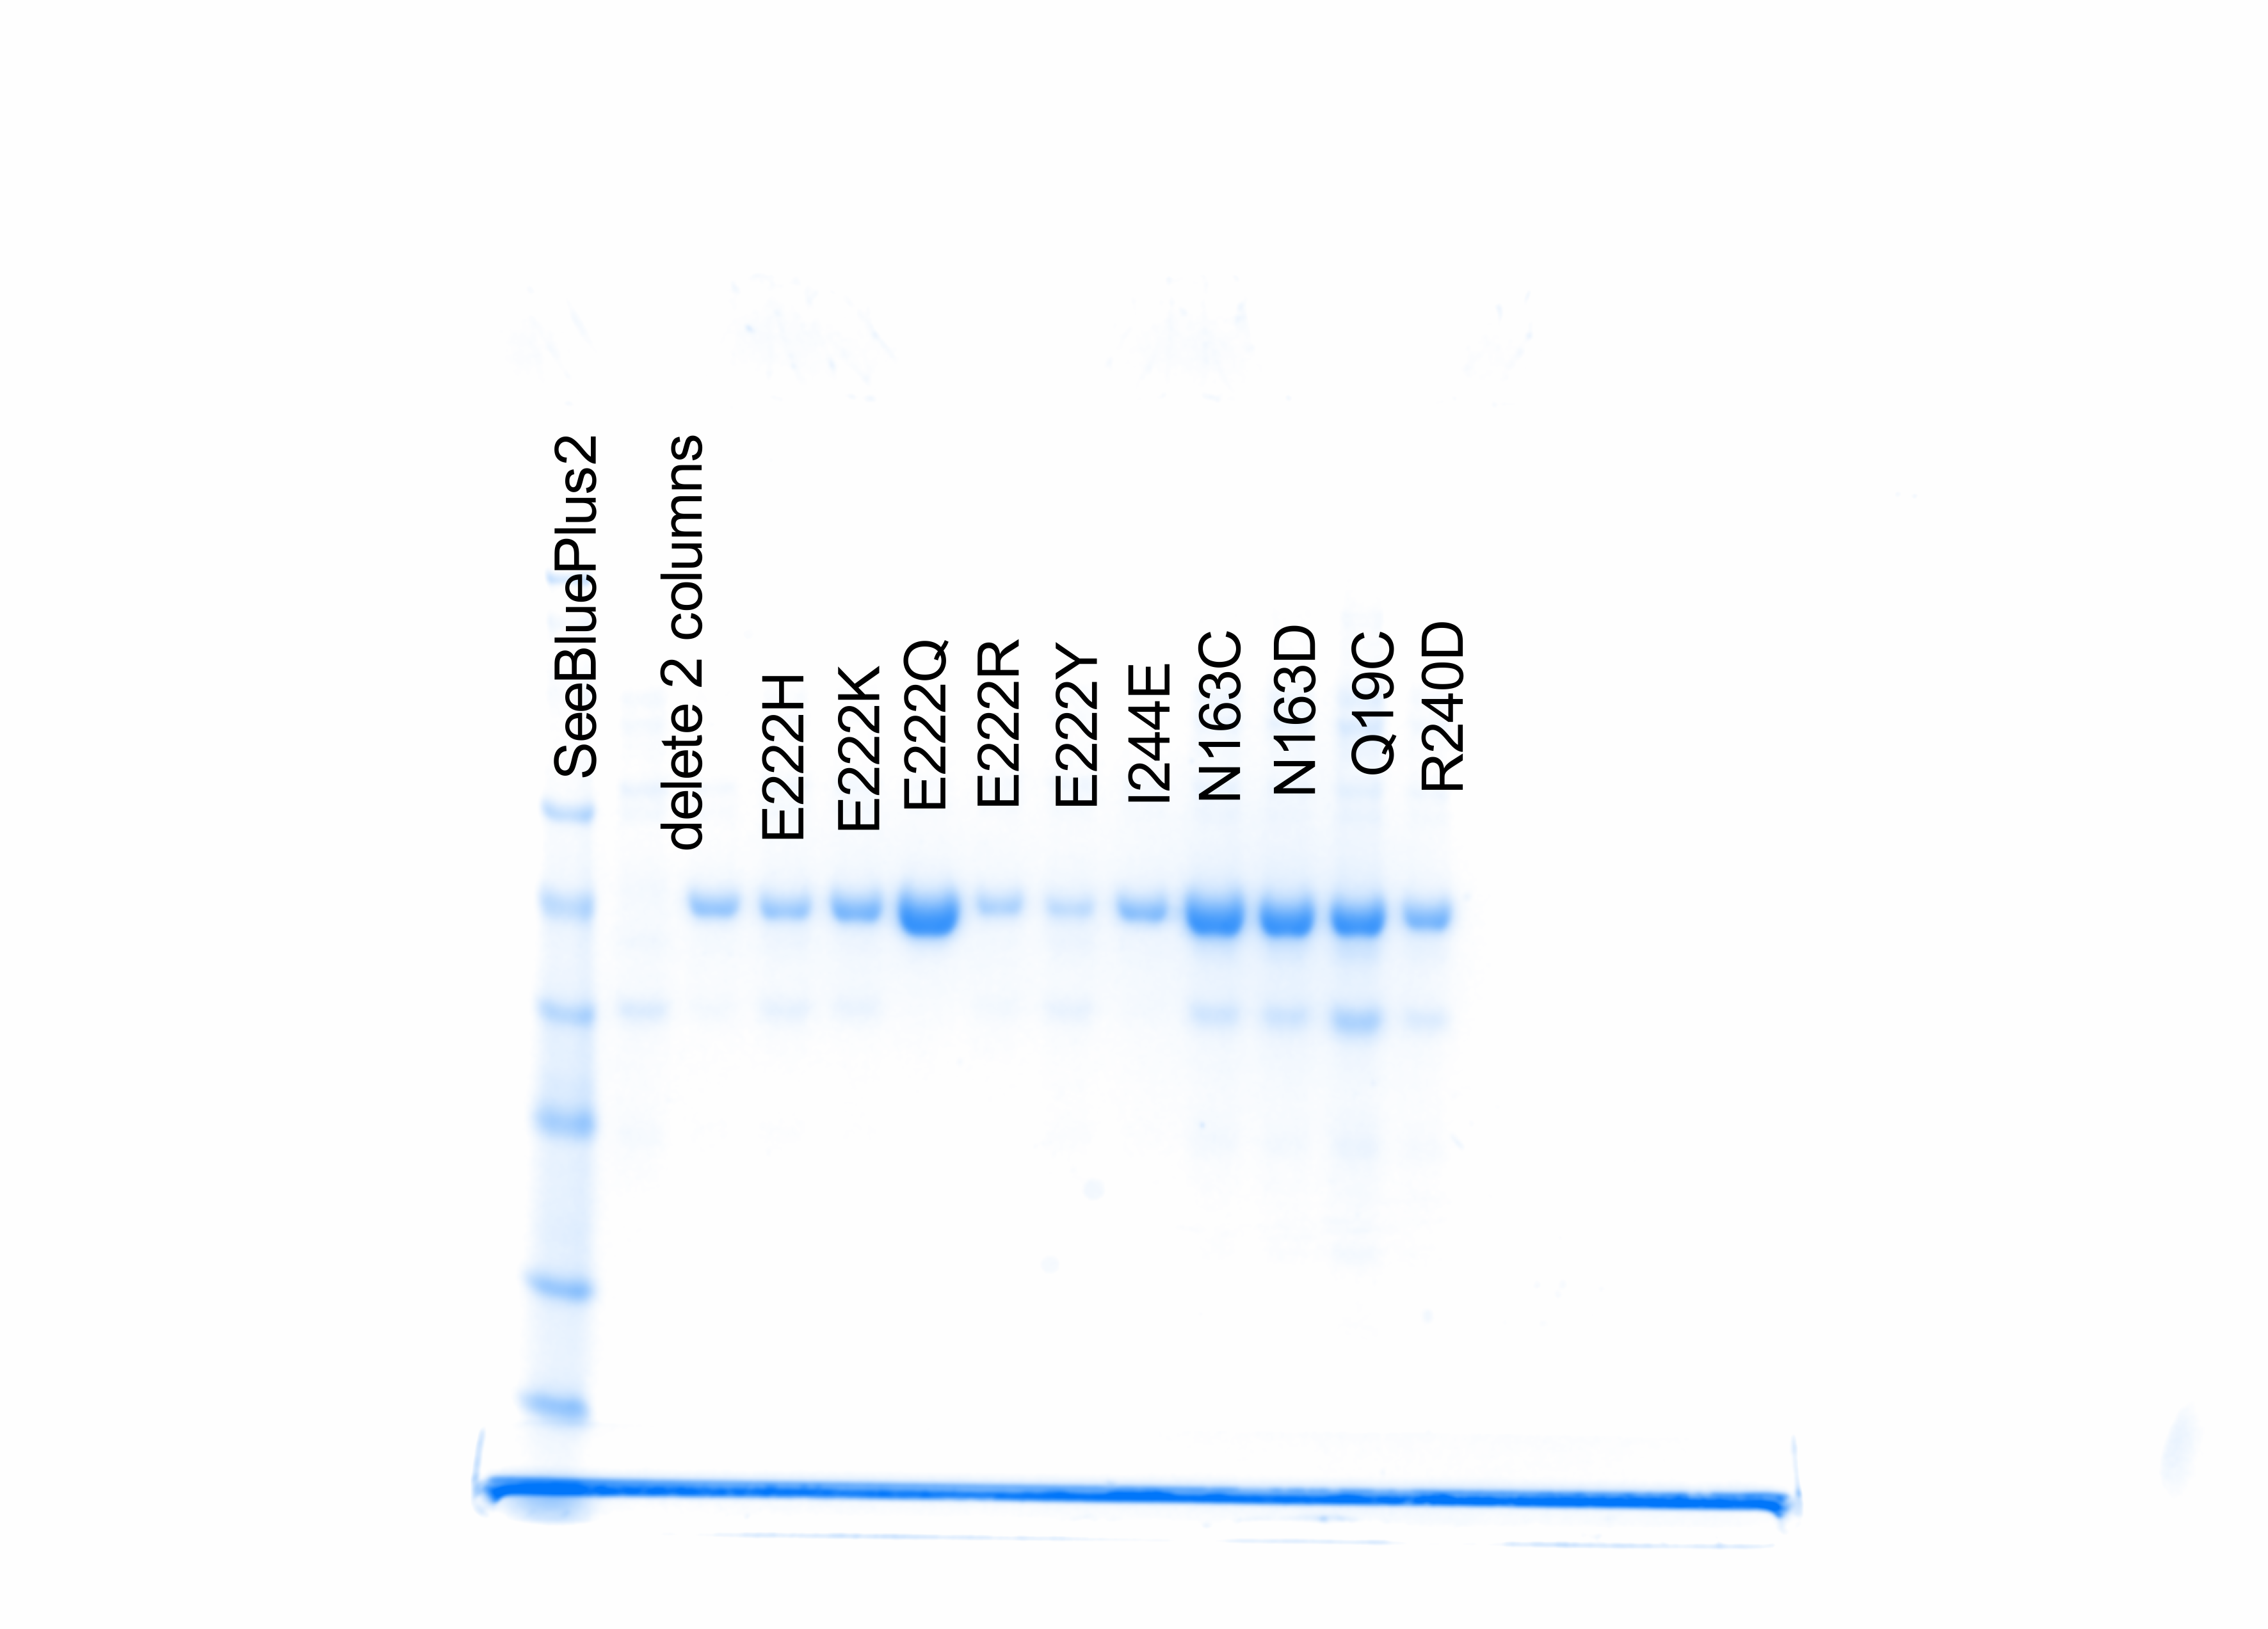 SeeBluePlus2
delete 2 columns
E222H
E222K
E222Q
E222R
E222Y
I244E
N163C
N163D
Q19C
R240D